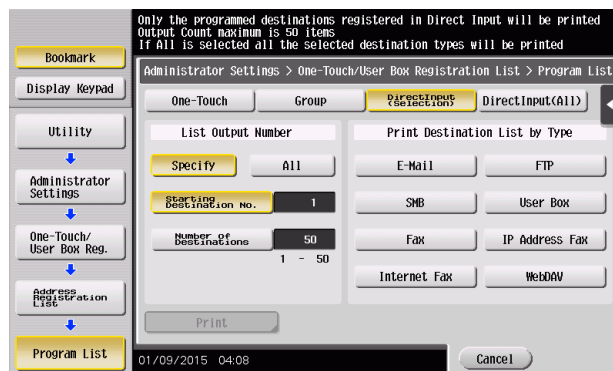 Only the programmed destinations registered in Direct Input will be printed
Output Count maximum is 50 items
If All is selected all the selected destination types will be printed
Bookmark
Display Keypad
Utility
Administrator
Settings
One-Touch/
User Box Reg.
Address
Registration
List
Program List
Administrator Settings > One-Touch/User Box Registration List > Program List
One-Touch
Group
DirectInput
(Selection)
DirectInput(All)
List Output Number
Specify
All
Starting
Destination No.
1
Number of
Destinations
50
1 - 50
Print Destination List by Type
E-Mail
FTP
SMB
User Box
Fax
IP Address Fax
Internet Fax
WebDAV
Print
01/09/2015 04:08
Cancel